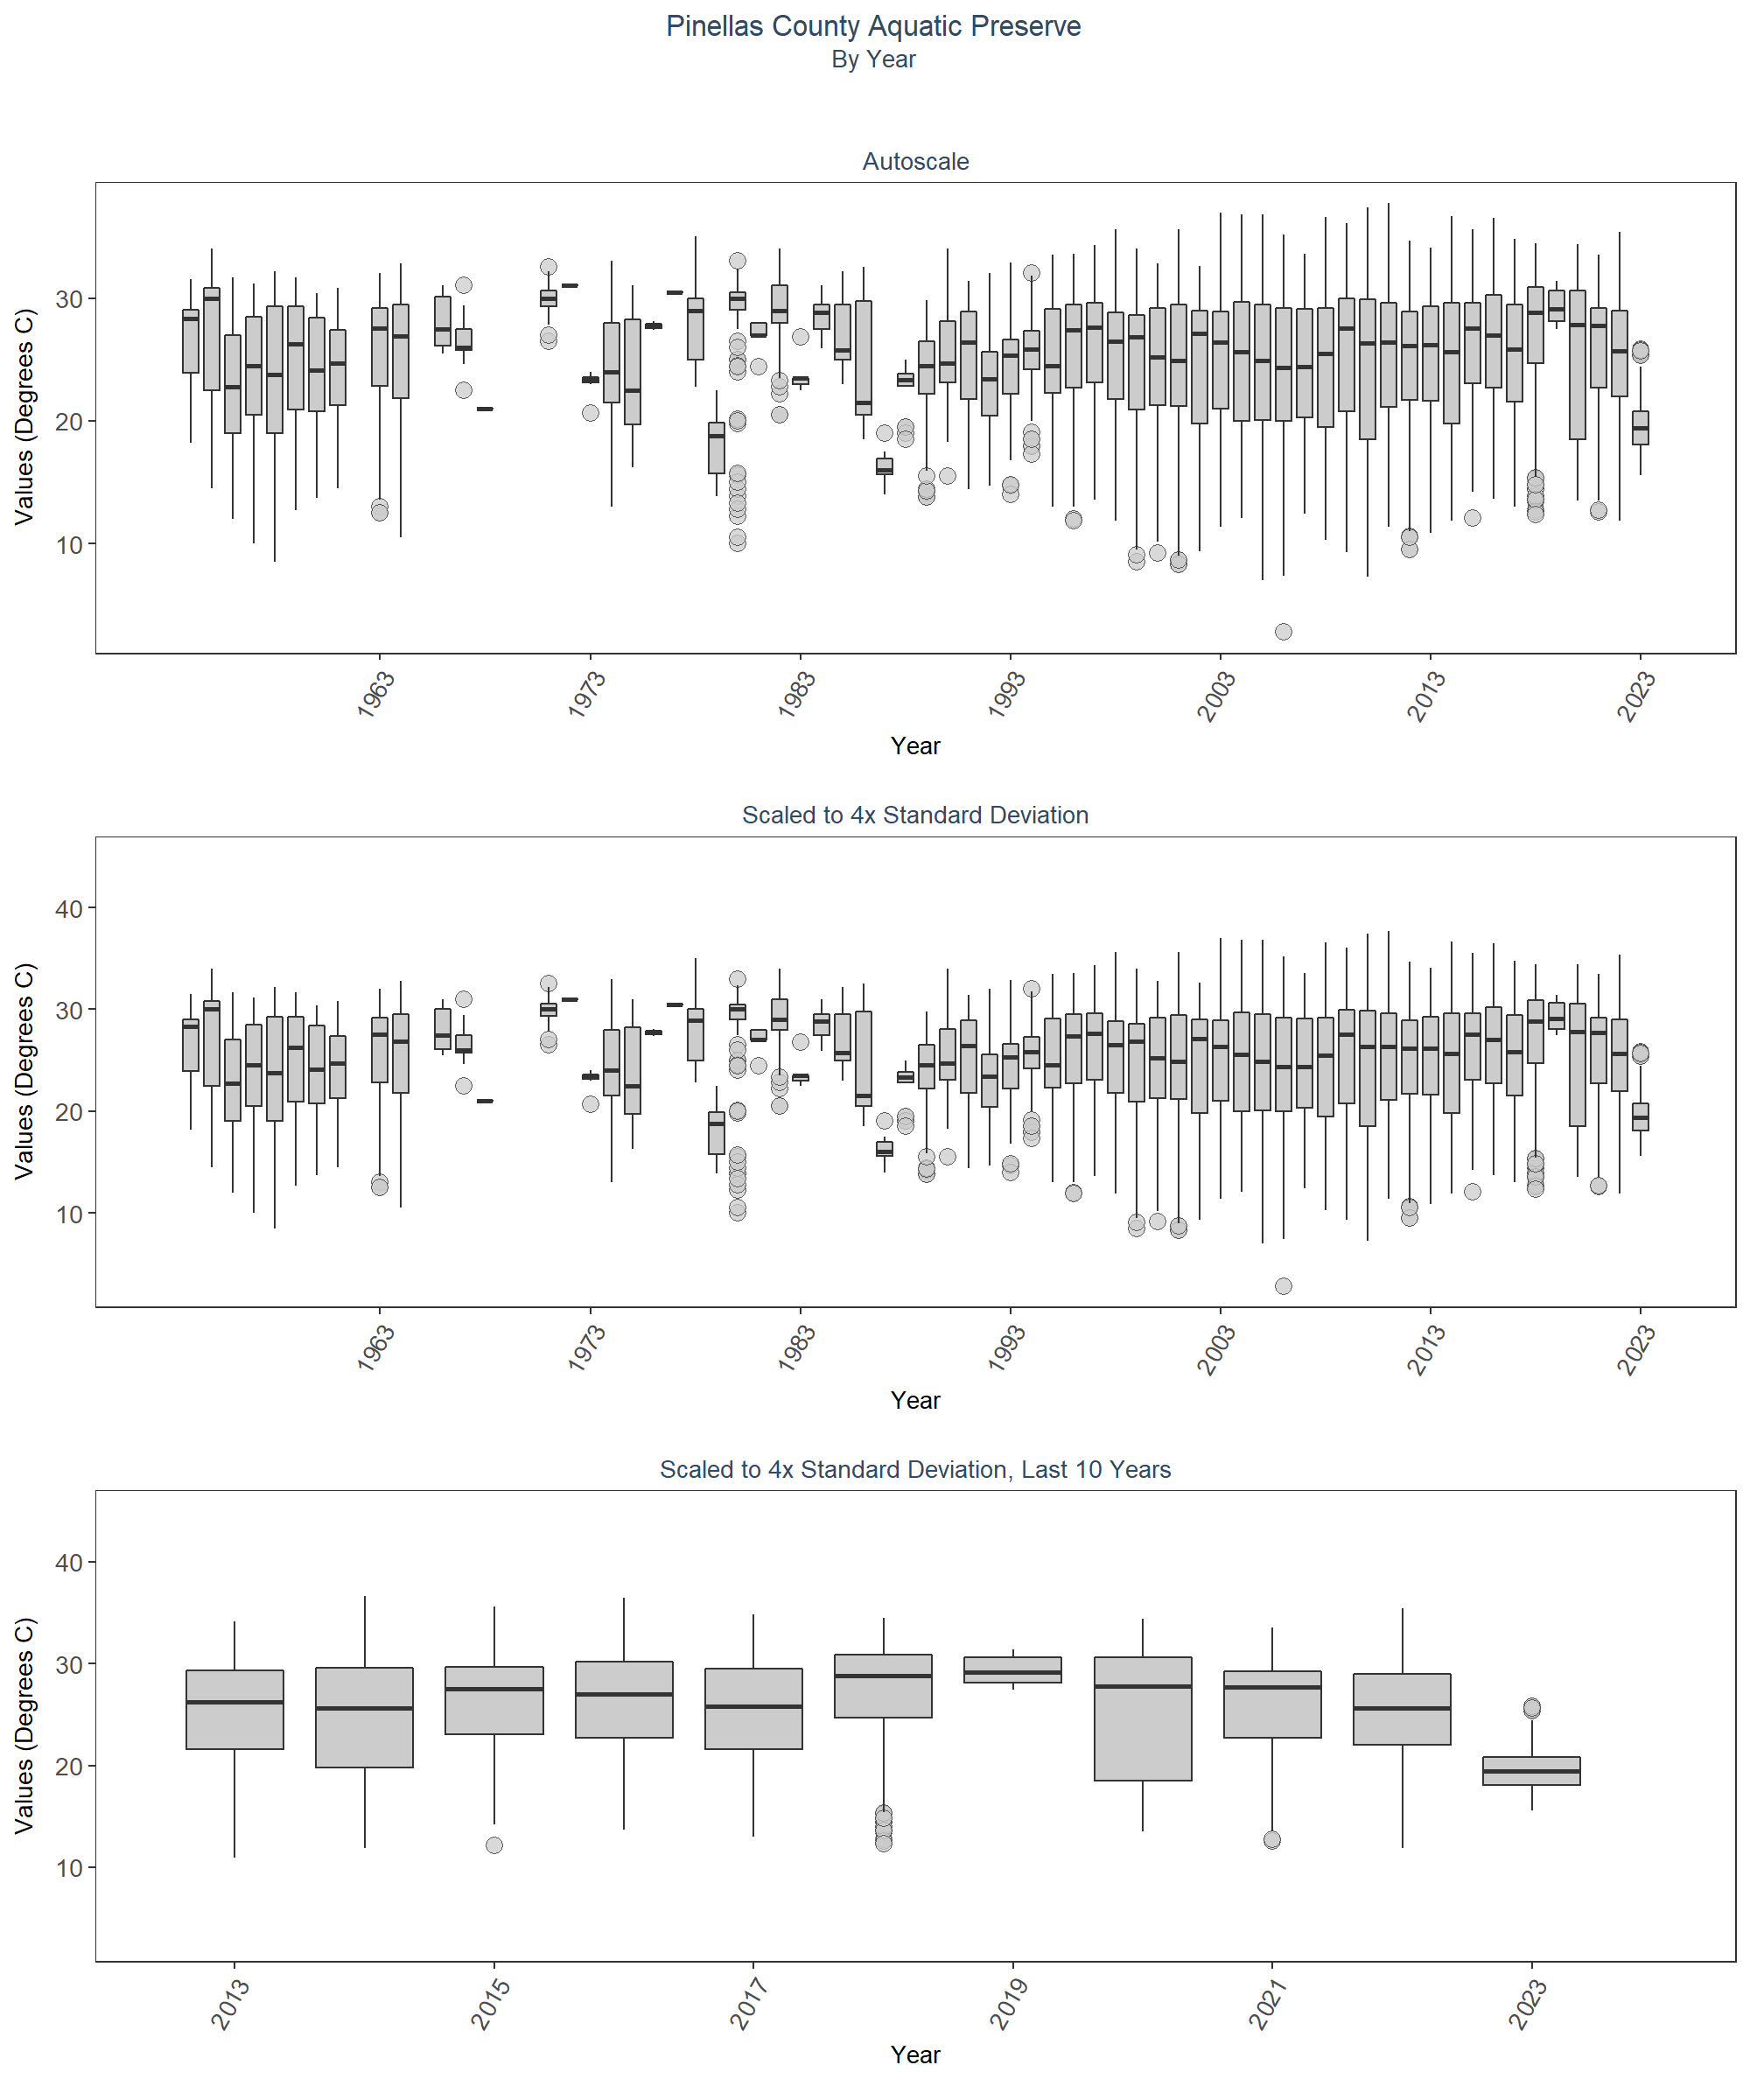 Pinellas County Aquatic Preserve
By Year
Autoscale
Values (Degrees C)
30
20
10
1963
1973
1983
1993
2003
2013
2023
Year
Scaled to 4x Standard Deviation
Values (Degrees C)
40
30
20
10
1963
1973
1983
1993
2003
2013
2023
Year
Scaled to 4x Standard Deviation, Last 10 Years
Values (Degrees C)
40
30
20
10
2013
2015
2017
2019
2021
2023
Year